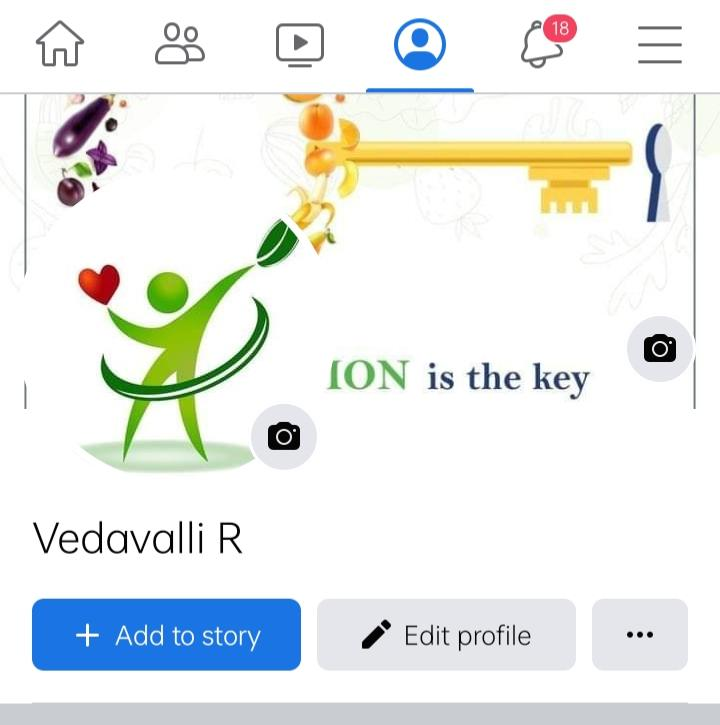 18
ION is the key
Vedavalli R
+ Add to story
Edit profile